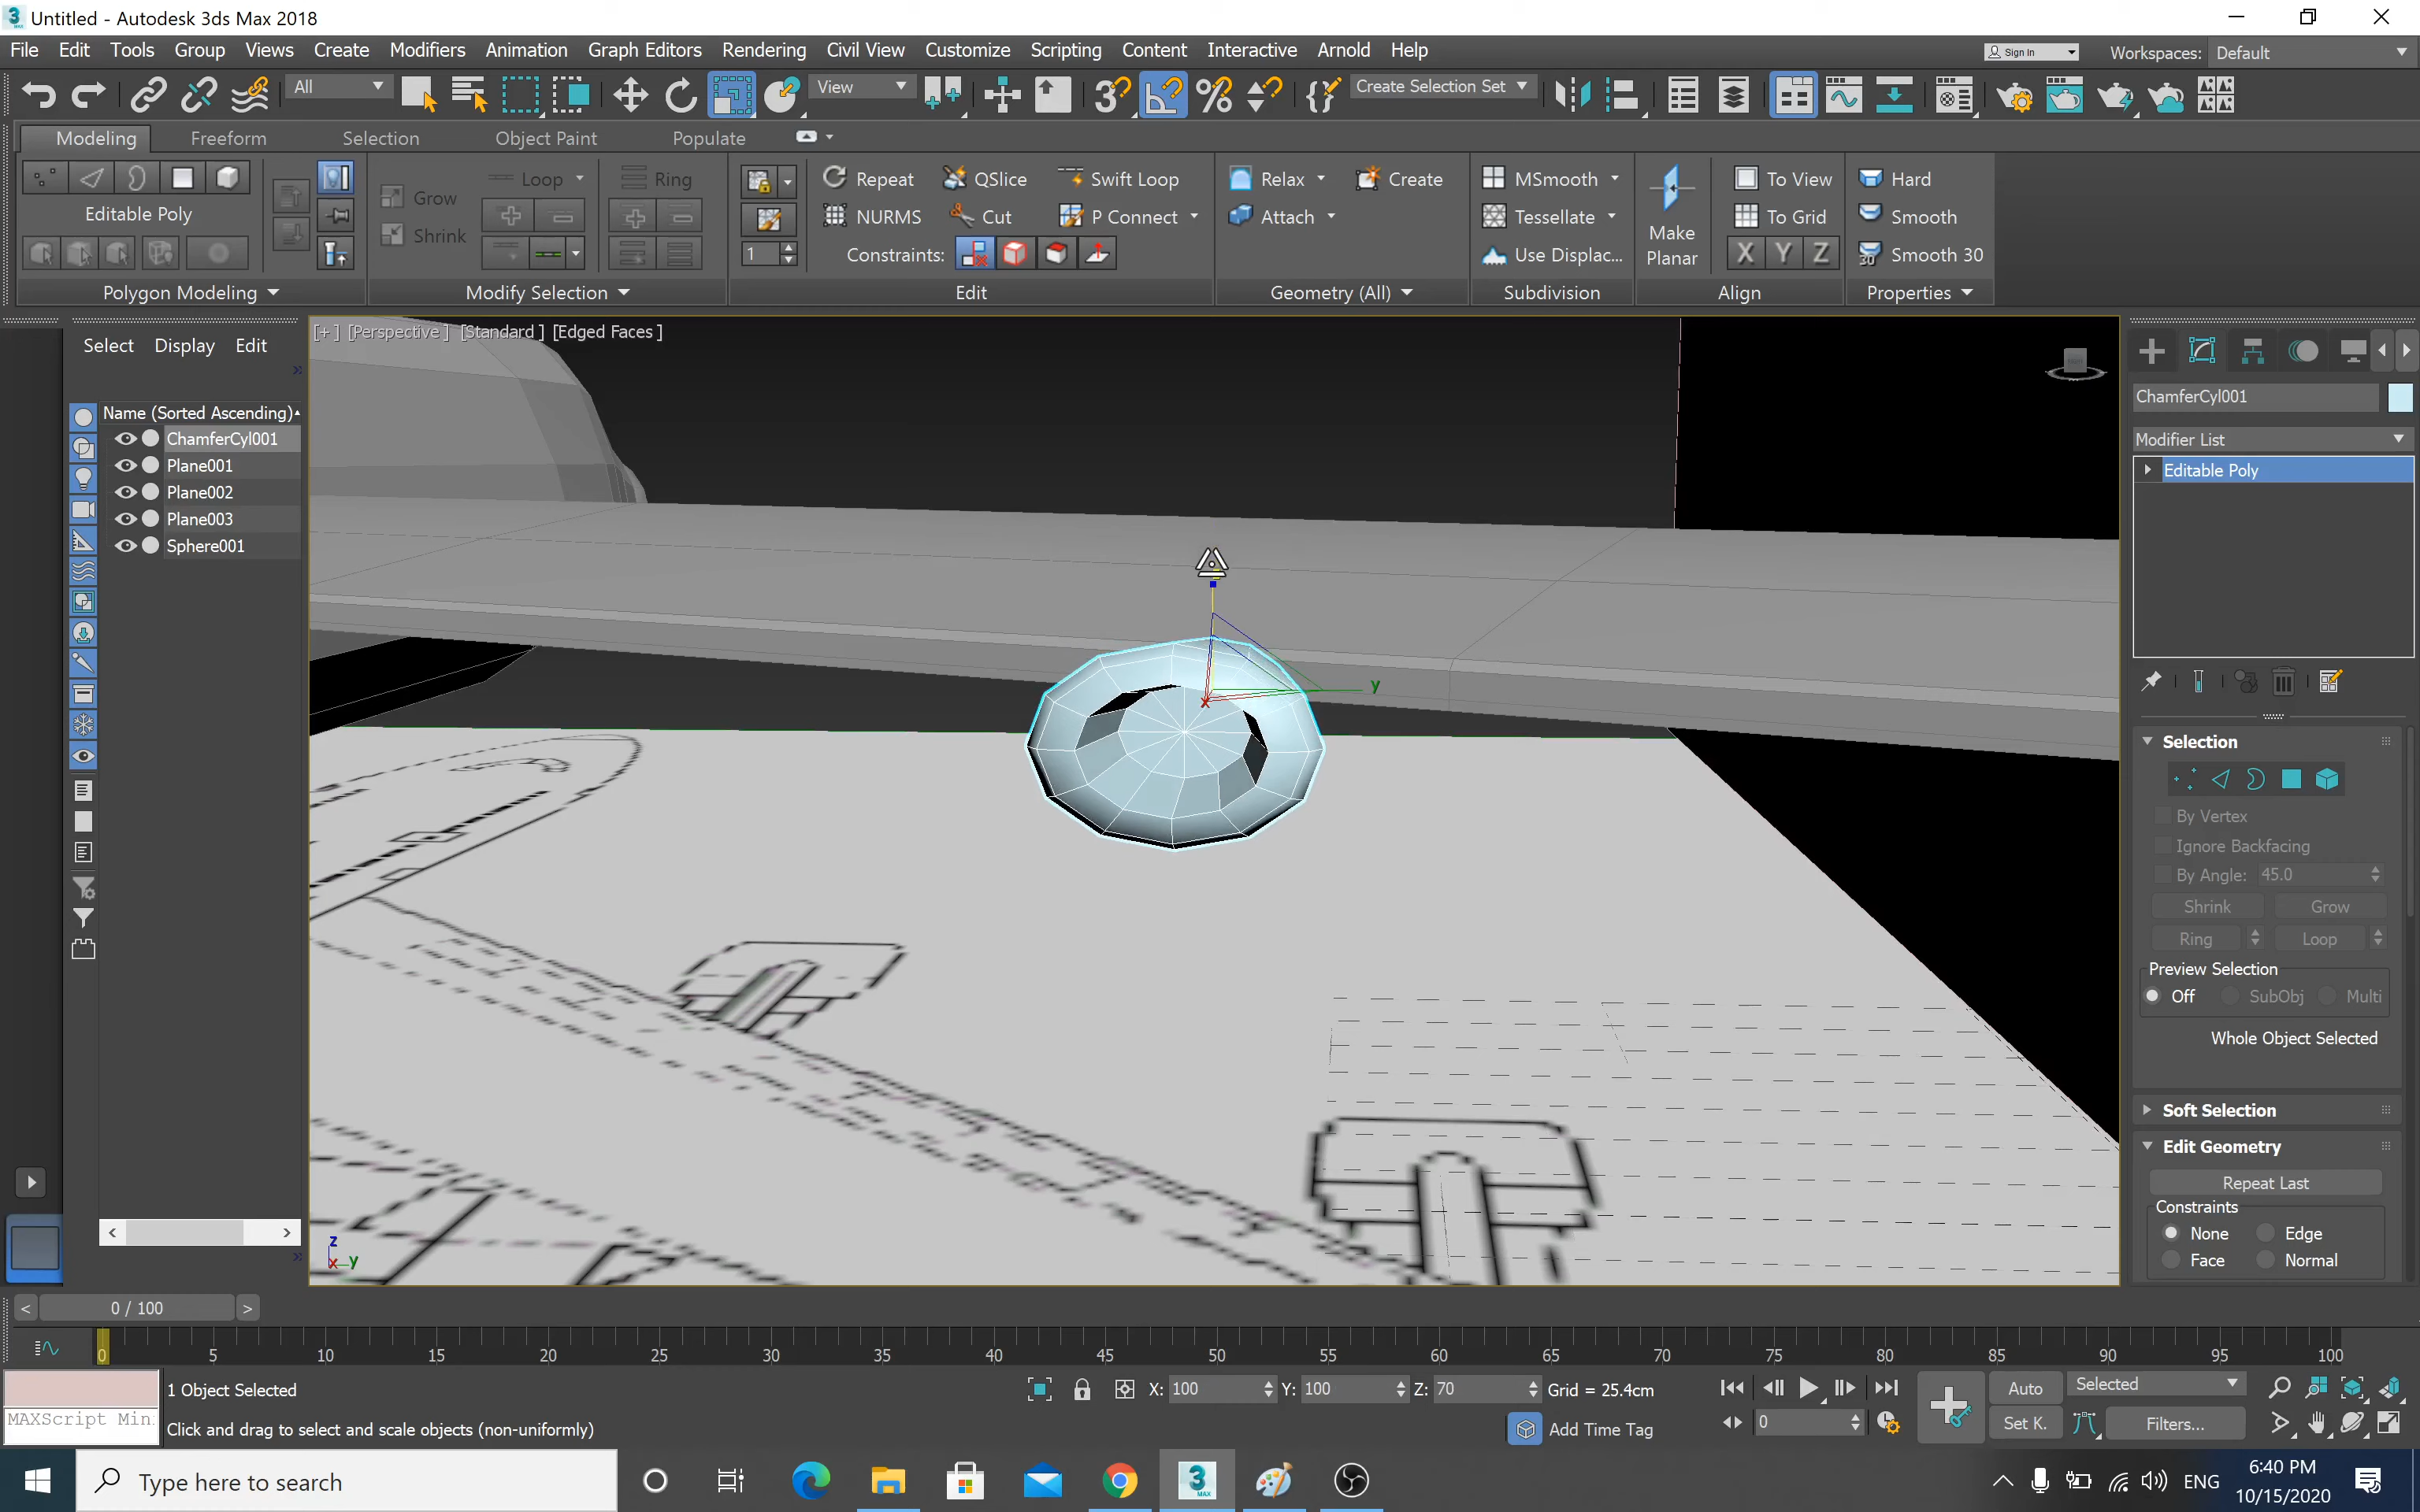 Untitled - Autodesk 3ds Max 2018
File Edit Tools Group Views Create Modifiers Animation Graph Editors Rendering Civil View Customize Scripting Content Interactive Arnold Help
Sign In Workspaces: Default
All View Create Selection Set
Modeling Freeform Selection Object Paint Populate
Loop Ring Repeat QSlice Swift Loop Relax Create MSmooth To View Hard
Grow
Editable Poly NURMS Cut P Connect Attach Tessellate To Grid Smooth
Shrink Make
1 Constraints: Use Displac... Planar X Y Z Smooth 30
Polygon Modeling Modify Selection Edit Geometry (All) Subdivision Align Properties
[+] [Perspective] [Standard] [Edged Faces]
Select Display Edit
Name (Sorted Ascending)
ChamferCyl001
Plane001
Plane002
Plane003
Sphere001
y
x
z
x y
ChamferCyl001
Modifier List
Editable Poly
Selection
By Vertex
Ignore Backfacing
By Angle: 45.0
Shrink Grow
Ring Loop
Preview Selection
Off SubObj Multi
Whole Object Selected
Soft Selection
Edit Geometry
Repeat Last
Constraints
None Edge
Face Normal
< 0 / 100 >
0 5 10 15 20 25 30 35 40 45 50 55 60 65 70 75 80 85 90 95 100
1 Object Selected X: 100 Y: 100 Z: 70 Grid = 25.4cm Auto Selected
MAXScript Min Click and drag to select and scale objects (non-uniformly) Add Time Tag 0 Set K. Filters...
Type here to search
3 MAX
ENG 6:40 PM
10/15/2020